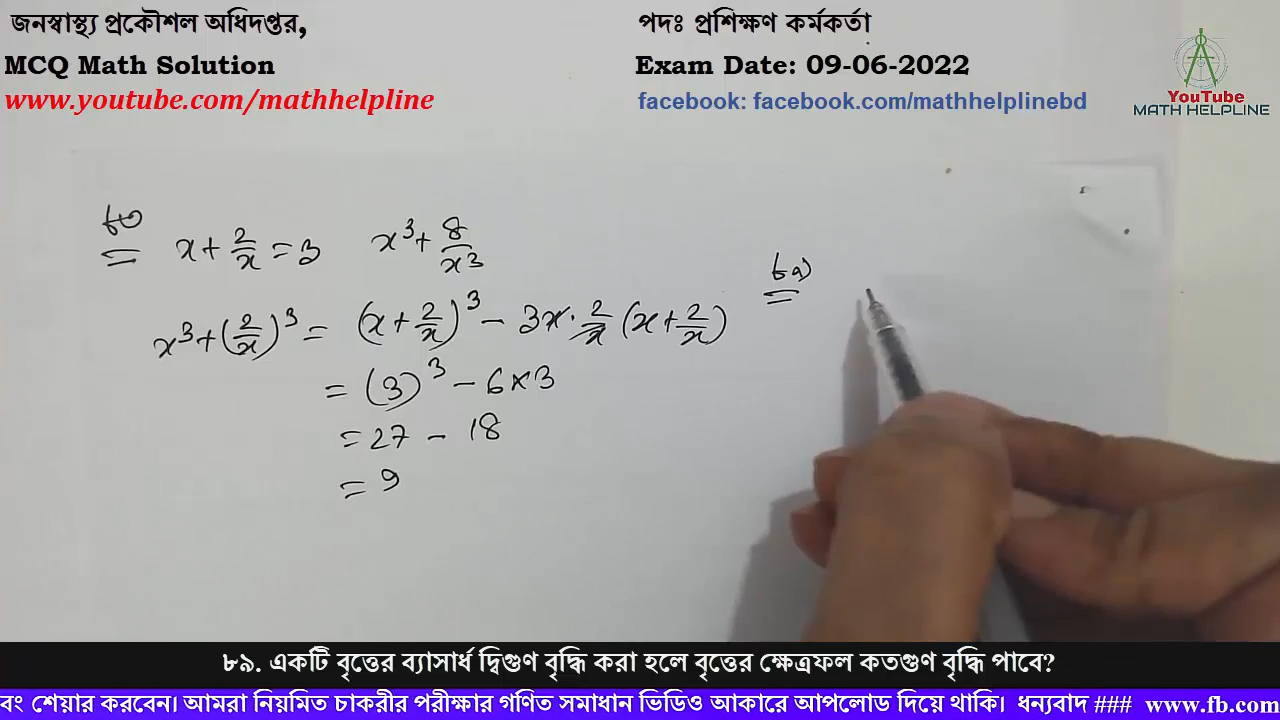 জনস্বাস্থ্য প্রকৌশল অধিদপ্তর,
পদঃ প্রশিক্ষণ কর্মকর্তা
MCQ Math Solution
Exam Date: 09-06-2022
www.youtube.com/mathhelpline
facebook: facebook.com/mathhelplinebd
YouTube
MATH HELPLINE
৮৩
x + 2/x = 3 x³ + 8/x³
x³ + (2/x)³ = (x + 2/x)³ - 3x · 2/x (x + 2/x)
= (3)³ - 6 × 3
= 27 - 18
= 9
৮৯)
৮৯. একটি বৃত্তের ব্যাসার্ধ দ্বিগুণ বৃদ্ধি করা হলে বৃত্তের ক্ষেত্রফল কতগুণ বৃদ্ধি পাবে?
বং শেয়ার করবেন। আমরা নিয়মিত চাকরীর পরীক্ষার গণিত সমাধান ভিডিও আকারে আপলোড দিয়ে থাকি। ধন্যবাদ ### www.fb.com